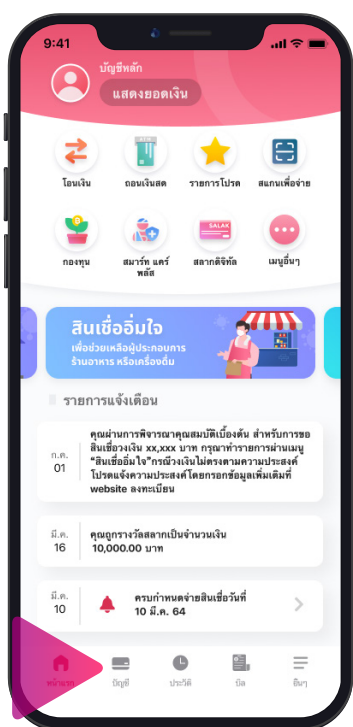 9:41
บัญชีหลัก
แสดงยอดเงิน
โอนเงิน
ATM
ถอนเงินสด
รายการโปรด
สแกนเพื่อจ่าย
กองทุน
สมาร์ท แคร์
พลัส
SALAK
สลากดิจิทัล
เมนูอื่นๆ
สินเชื่ออิ่มใจ
เพื่อช่วยเหลือผู้ประกอบการ
ร้านอาหาร หรือเครื่องดื่ม
รายการแจ้งเตือน
ก.ค.
01
คุณผ่านการพิจารณาคุณสมบัติเบื้องต้น สำหรับการขอ
สินเชื่อวงเงิน xx,xxx บาท กรุณาทำรายการผ่านเมนู
“สินเชื่ออิ่มใจ”กรณีวงเงินไม่ตรงตามความประสงค์
โปรดแจ้งความประสงค์โดยกรอกข้อมูลเพิ่มเติมที่
website ลงทะเบียน
มี.ค.
16
คุณถูกรางวัลสลากเป็นจำนวนเงิน
10,000.00 บาท
มี.ค.
10
ครบกำหนดจ่ายสินเชื่อวันที่
10 มี.ค. 64
หน้าแรก
บัญชี
ประวัติ
บิล
อื่นๆ